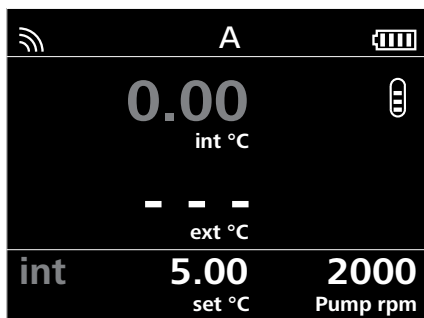 A
0.00
int °C
- - -
ext °C
int 5.00 2000
set °C Pump rpm